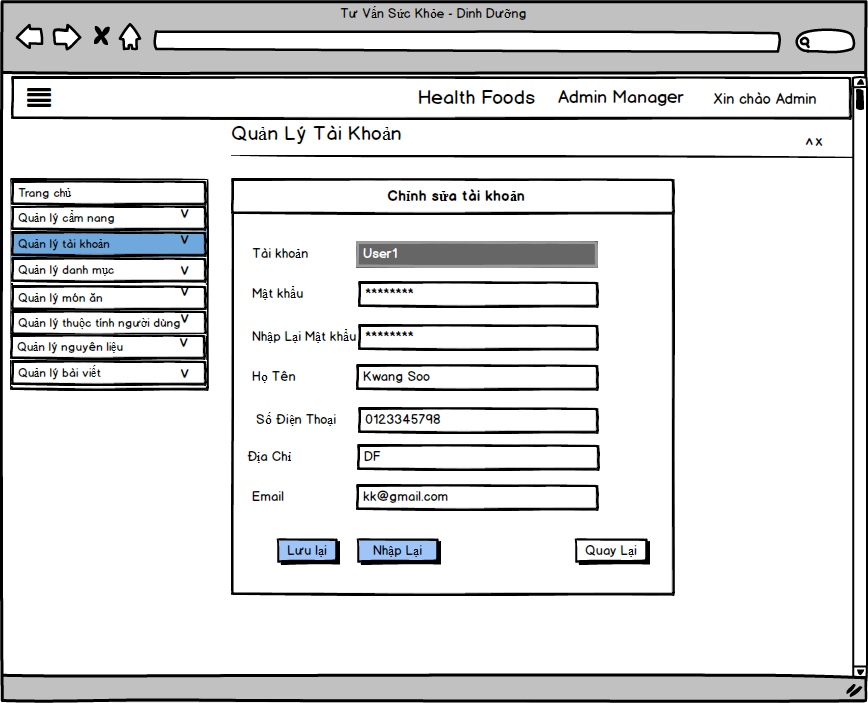 Tư Vấn Sức Khỏe - Dinh Dưỡng
Health Foods Admin Manager Xin chào Admin
Quản Lý Tài Khoản
^ X
Trang chủ
Quản lý cẩm nang V
Quản lý tài khoản V
Quản lý danh mục V
Quản lý món ăn V
Quản lý thuộc tính người dùng V
Quản lý nguyên liệu V
Quản lý bài viết V
Chỉnh sửa tài khoản
Tài khoản User1
Mật khẩu ********
Nhập Lại Mật khẩu ********
Họ Tên Kwang Soo
Số Điện Thoại 0123345798
Địa Chỉ DF
Email kk@gmail.com
Lưu lại Nhập Lại Quay Lại